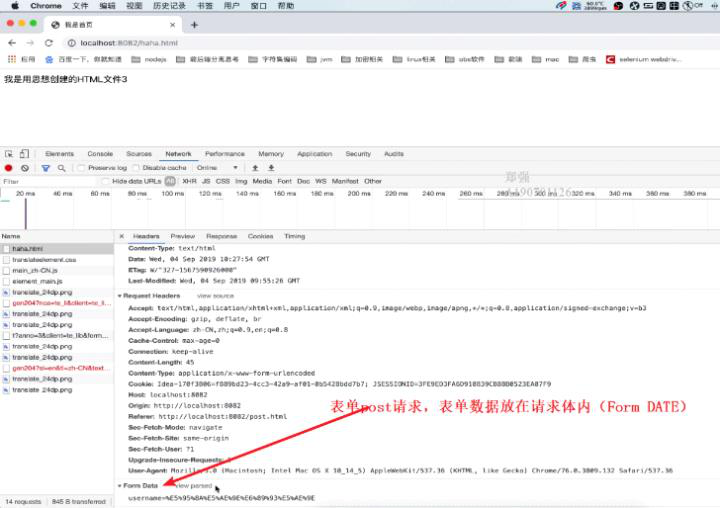 Chrome 文件 编辑 视图 历史记录 书签 用户 窗口 帮助
我是首页
localhost:8082/haha.html
应用 百度一下，你就知道 nodejs 前后端分离思考 字符集编码 jvm 加密相关 linux相关 obs软件 前端 mac 爬虫 selenium webdriv...
我是用思想创建的HTML文件3
Elements Console Sources Network Performance Memory Application Security Audits
Preserve log Disable cache Online
Filter Hide data URLs All XHR JS CSS Img Media Font Doc WS Manifest Other
郑强
20 ms 40 ms 60 ms 80 ms 100 ms 120 ms 140 ms 160 ms 180 ms 200 ms 220 ms 240 ms 260 ms 280 ms 300 ms 320 ms 340 ms 360 ms 380 ms
Name Headers Preview Response Cookies Timing
haha.html
translateelement.css
main_zh-CN.js
element_main.js
translate_24dp.png
gen204?nca=te_li&client=te_li...
translate_24dp.png
translate_24dp.png
t?anno=3&client=te_lib&form...
translate_24dp.png
gen204?sl=en&tl=zh-CN&text...
translate_24dp.png
translate_24dp.png
Content-Type: text/html
Date: Wed, 04 Sep 2019 10:27:54 GMT
ETag: W/"327-1567590926000"
Last-Modified: Wed, 04 Sep 2019 09:55:26 GMT
Request Headers view source
Accept: text/html,application/xhtml+xml,application/xml;q=0.9,image/webp,image/apng,*/*;q=0.8,application/signed-exchange;v=b3
Accept-Encoding: gzip, deflate, br
Accept-Language: zh-CN,zh;q=0.9,en;q=0.8
Cache-Control: max-age=0
Connection: keep-alive
Content-Length: 45
Content-Type: application/x-www-form-urlencoded
Host: localhost:8082
Origin: http://localhost:8082
Referer: http://localhost:8082/post.html
表单post请求，表单数据放在请求体内（Form DATE）
Sec-Fetch-Mode: navigate
Sec-Fetch-Site: same-origin
Sec-Fetch-User: ?1
Upgrade-Insecure-Requests:
User-Agent: Mozilla/5.0 (Macintosh; Intel Mac OS X 10_14_5) AppleWebKit/537.36 (KHTML, like Gecko) Chrome/76.0.3809.132 Safari/537.36
Form Data view parsed
username=%E5%95%8A%E5%AE%9E%E6%89%93%E5%AE%9E
14 requests 845 B transferred